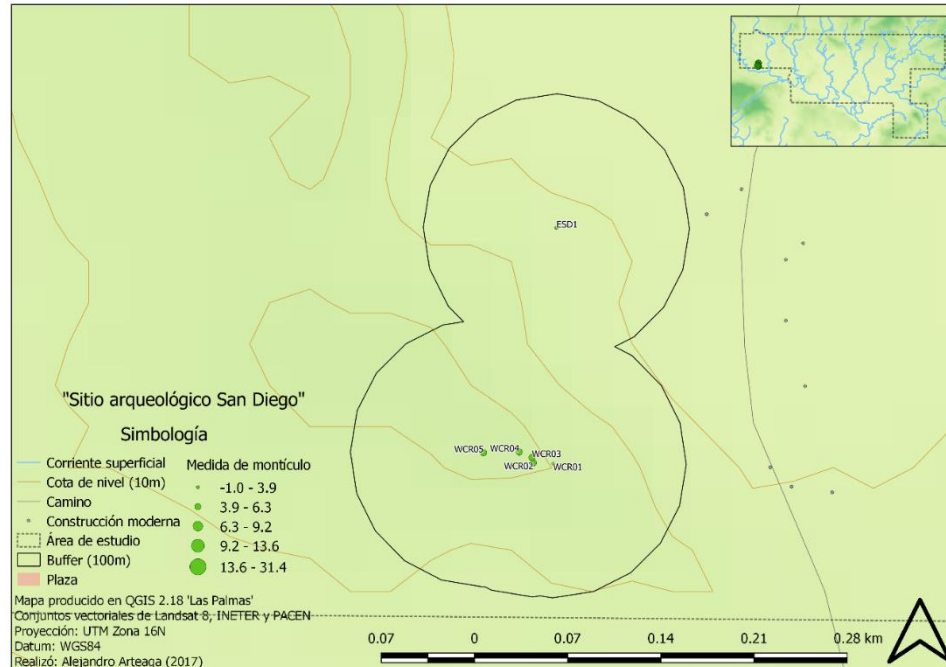 ESD1
WCR05
WCR04
WCR03
WCR02
WCR01
"Sitio arqueológico San Diego"
Simbología
Corriente superficial
Cota de nivel (10m)
Camino
Construcción moderna
Área de estudio
Buffer (100m)
Plaza
Medida de montículo
-1.0 - 3.9
3.9 - 6.3
6.3 - 9.2
9.2 - 13.6
13.6 - 31.4
Mapa producido en QGIS 2.18 'Las Palmas'
Conjuntos vectoriales de Landsat 8, INETER y PACEN
Proyección: UTM Zona 16N
Datum: WGS84
Realizó: Alejandro Arteaga (2017)
0.07 0 0.07 0.14 0.21 0.28 km